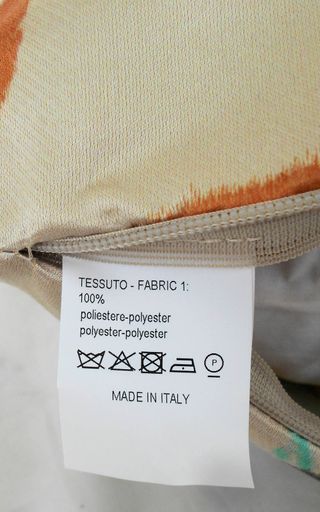 TESSUTO - FABRIC 1:
100%
poliestere-polyester
polyester-polyester
P
MADE IN ITALY